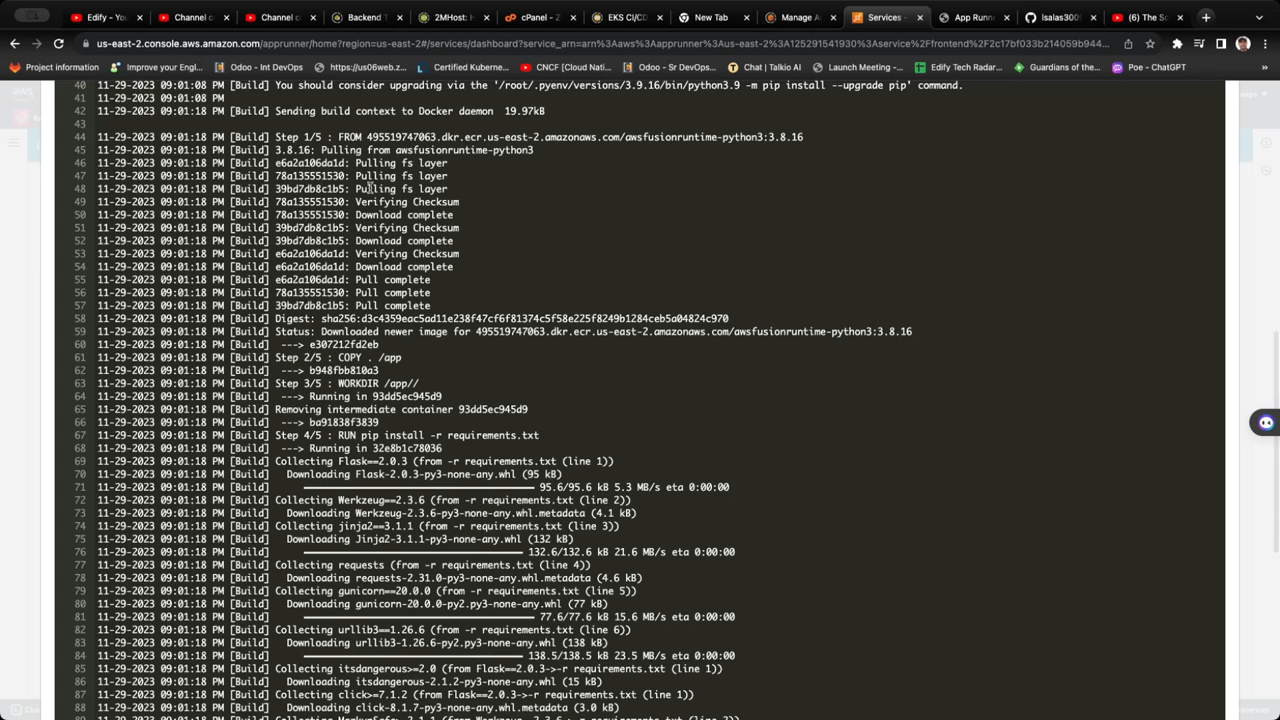 Edify - You
Channel c
Channel c
Backend T
2MHost: H
cPanel - Z
EKS CI/CD
New Tab
Manage A
Services -
App Runn
lsalas300
(6) The Sc
us-east-2.console.aws.amazon.com/apprunner/home?region=us-east-2#/services/dashboard?service_arn=arn%3Aaws%3Aapprunner%3Aus-east-2%3A125291541930%3Aservice%2Ffrontend%2F2c17bf033b214059b944...
Project information
Improve your Engl...
Odoo - Int DevOps
https://us06web.z...
Certified Kuberne...
CNCF [Cloud Nati...
Odoo - Sr DevOps...
Chat | Talkio AI
Launch Meeting -...
Edify Tech Radar...
Guardians of the...
Poe - ChatGPT
40 11-29-2023 09:01:08 PM [Build] You should consider upgrading via the '/root/.pyenv/versions/3.9.16/bin/python3.9 -m pip install --upgrade pip' command.
41 11-29-2023 09:01:08 PM
42 11-29-2023 09:01:18 PM [Build] Sending build context to Docker daemon 19.97kB
43
44 11-29-2023 09:01:18 PM [Build] Step 1/5 : FROM 495519747063.dkr.ecr.us-east-2.amazonaws.com/awsfusionruntime-python3:3.8.16
45 11-29-2023 09:01:18 PM [Build] 3.8.16: Pulling from awsfusionruntime-python3
46 11-29-2023 09:01:18 PM [Build] e6a2a106da1d: Pulling fs layer
47 11-29-2023 09:01:18 PM [Build] 78a135551530: Pulling fs layer
48 11-29-2023 09:01:18 PM [Build] 39bd7db8c1b5: Pulling fs layer
49 11-29-2023 09:01:18 PM [Build] 78a135551530: Verifying Checksum
50 11-29-2023 09:01:18 PM [Build] 78a135551530: Download complete
51 11-29-2023 09:01:18 PM [Build] 39bd7db8c1b5: Verifying Checksum
52 11-29-2023 09:01:18 PM [Build] 39bd7db8c1b5: Download complete
53 11-29-2023 09:01:18 PM [Build] e6a2a106da1d: Verifying Checksum
54 11-29-2023 09:01:18 PM [Build] e6a2a106da1d: Download complete
55 11-29-2023 09:01:18 PM [Build] e6a2a106da1d: Pull complete
56 11-29-2023 09:01:18 PM [Build] 78a135551530: Pull complete
57 11-29-2023 09:01:18 PM [Build] 39bd7db8c1b5: Pull complete
58 11-29-2023 09:01:18 PM [Build] Digest: sha256:d3c4359eac5ad11e238f47cf6f81374c5f58e225f8249b1284ceb5a04824c970
59 11-29-2023 09:01:18 PM [Build] Status: Downloaded newer image for 495519747063.dkr.ecr.us-east-2.amazonaws.com/awsfusionruntime-python3:3.8.16
60 11-29-2023 09:01:18 PM [Build] ---> e307212fd2eb
61 11-29-2023 09:01:18 PM [Build] Step 2/5 : COPY . /app
62 11-29-2023 09:01:18 PM [Build] ---> b948fbb810a3
63 11-29-2023 09:01:18 PM [Build] Step 3/5 : WORKDIR /app//
64 11-29-2023 09:01:18 PM [Build] ---> Running in 93dd5ec945d9
65 11-29-2023 09:01:18 PM [Build] Removing intermediate container 93dd5ec945d9
66 11-29-2023 09:01:18 PM [Build] ---> ba91838f3839
67 11-29-2023 09:01:18 PM [Build] Step 4/5 : RUN pip install -r requirements.txt
68 11-29-2023 09:01:18 PM [Build] ---> Running in 32e8b1c78036
69 11-29-2023 09:01:18 PM [Build] Collecting Flask==2.0.3 (from -r requirements.txt (line 1))
70 11-29-2023 09:01:18 PM [Build] Downloading Flask-2.0.3-py3-none-any.whl (95 kB)
71 11-29-2023 09:01:18 PM [Build] 95.6/95.6 kB 5.3 MB/s eta 0:00:00
72 11-29-2023 09:01:18 PM [Build] Collecting Werkzeug==2.3.6 (from -r requirements.txt (line 2))
73 11-29-2023 09:01:18 PM [Build] Downloading Werkzeug-2.3.6-py3-none-any.whl.metadata (4.1 kB)
74 11-29-2023 09:01:18 PM [Build] Collecting jinja2==3.1.1 (from -r requirements.txt (line 3))
75 11-29-2023 09:01:18 PM [Build] Downloading Jinja2-3.1.1-py3-none-any.whl (132 kB)
76 11-29-2023 09:01:18 PM [Build] 132.6/132.6 kB 21.6 MB/s eta 0:00:00
77 11-29-2023 09:01:18 PM [Build] Collecting requests (from -r requirements.txt (line 4))
78 11-29-2023 09:01:18 PM [Build] Downloading requests-2.31.0-py3-none-any.whl.metadata (4.6 kB)
79 11-29-2023 09:01:18 PM [Build] Collecting gunicorn==20.0.0 (from -r requirements.txt (line 5))
80 11-29-2023 09:01:18 PM [Build] Downloading gunicorn-20.0.0-py2.py3-none-any.whl (77 kB)
81 11-29-2023 09:01:18 PM [Build] 77.6/77.6 kB 15.6 MB/s eta 0:00:00
82 11-29-2023 09:01:18 PM [Build] Collecting urllib3==1.26.6 (from -r requirements.txt (line 6))
83 11-29-2023 09:01:18 PM [Build] Downloading urllib3-1.26.6-py2.py3-none-any.whl (138 kB)
84 11-29-2023 09:01:18 PM [Build] 138.5/138.5 kB 23.5 MB/s eta 0:00:00
85 11-29-2023 09:01:18 PM [Build] Collecting itsdangerous>=2.0 (from Flask==2.0.3->-r requirements.txt (line 1))
86 11-29-2023 09:01:18 PM [Build] Downloading itsdangerous-2.1.2-py3-none-any.whl (15 kB)
87 11-29-2023 09:01:18 PM [Build] Collecting click>=7.1.2 (from Flask==2.0.3->-r requirements.txt (line 1))
88 11-29-2023 09:01:18 PM [Build] Downloading click-8.1.7-py3-none-any.whl.metadata (3.0 kB)